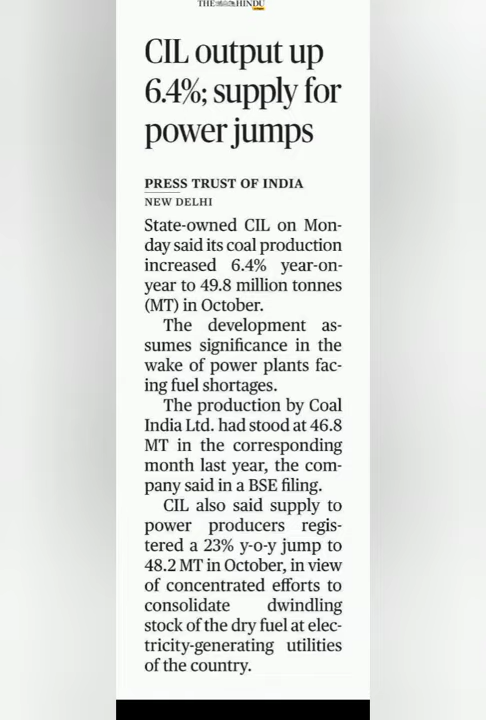 THE HINDU
CIL output up
6.4%; supply for
power jumps
PRESS TRUST OF INDIA
NEW DELHI
State-owned CIL on Mon-
day said its coal production
increased 6.4% year-on-
year to 49.8 million tonnes
(MT) in October.
The development as-
sumes significance in the
wake of power plants fac-
ing fuel shortages.
The production by Coal
India Ltd. had stood at 46.8
MT in the corresponding
month last year, the com-
pany said in a BSE filing.
CIL also said supply to
power producers regis-
tered a 23% y-o-y jump to
48.2 MT in October, in view
of concentrated efforts to
consolidate dwindling
stock of the dry fuel at elec-
tricity-generating utilities
of the country.